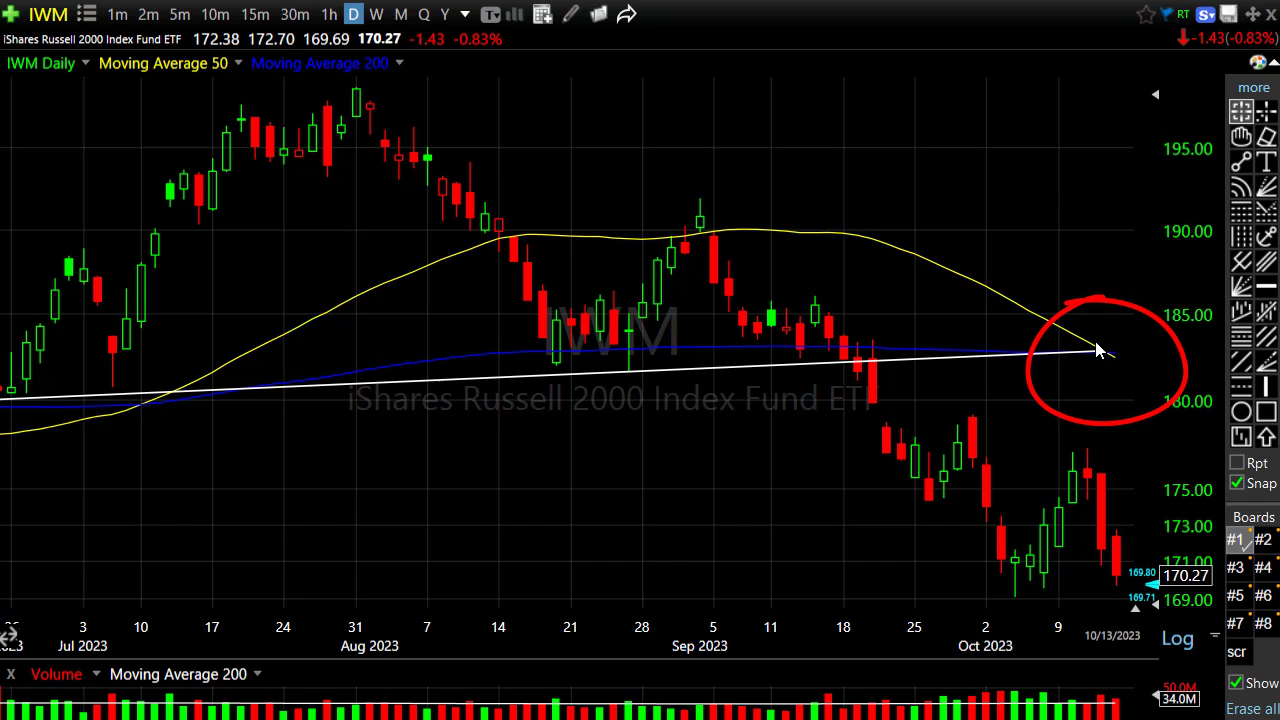 IWM 1m 2m 5m 10m 15m 30m 1h D W M Q Y T RT S
iShares Russell 2000 Index Fund ETF 172.38 172.70 169.69 170.27 -1.43 -0.83% -1.43(-0.83%)
IWM Daily Moving Average 50 Moving Average 200
more
195.00
190.00
185.00
180.00
175.00
173.00
171.00
169.00
IWM
iShares Russell 2000 Index Fund ETF
T
Rpt
Snap
Boards
#1 #2
#3 #4
#5 #6
#7 #8
scr
Show
Erase all
169.80
170.27
169.71
26 3 10 17 24 31 7 14 21 28 5 11 18 25 2 9 10/13/2023
Jul 2023 Aug 2023 Sep 2023 Oct 2023 Log
X Volume Moving Average 200
50.0M
34.0M